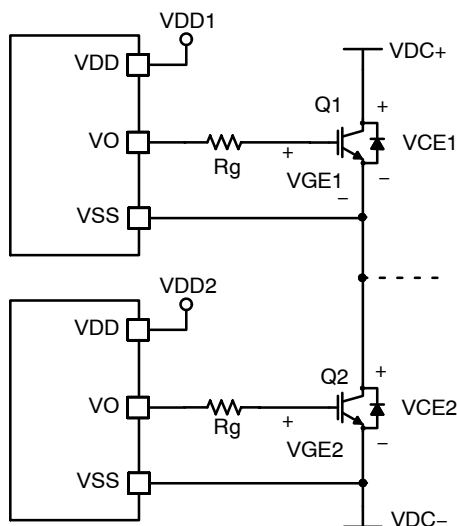 VDD1
VDD
VDC+
Q1
+
VO
Rg
+
VCE1
VGE1
−
−
VSS
VDD2
VDD
Q2
+
VO
Rg
+
VCE2
VGE2
−
VSS
VDC−